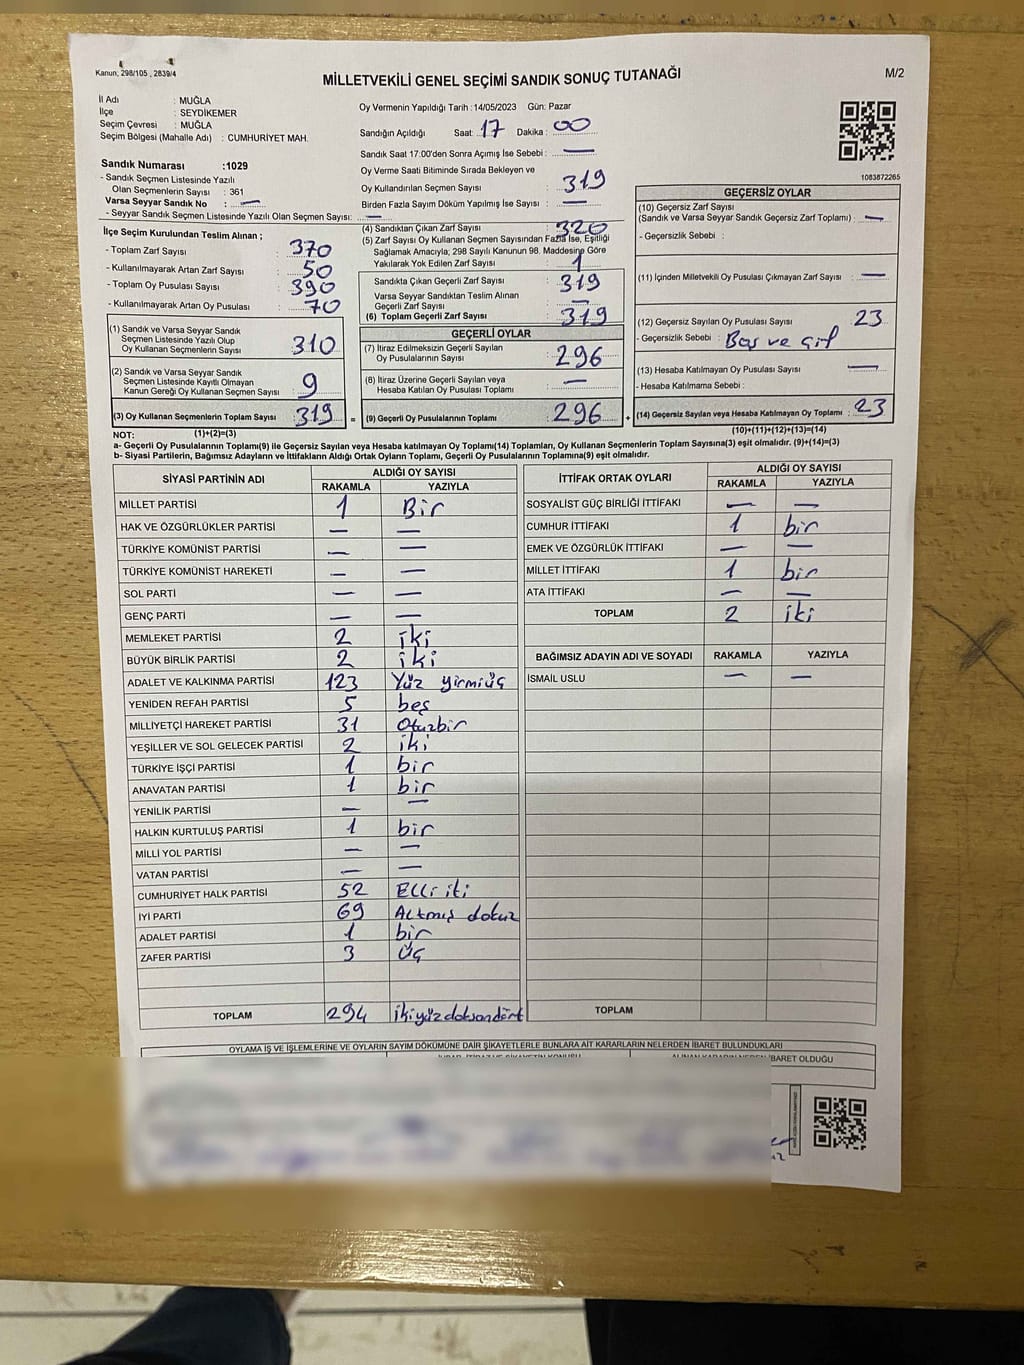 Kanun; 298/105 , 2839/4
MİLLETVEKİLİ GENEL SEÇİMİ SANDIK SONUÇ TUTANAĞI
M/2
İl Adı : MUĞLA
İlçe : SEYDİKEMER
Seçim Çevresi : MUĞLA
Seçim Bölgesi (Mahalle Adı) : CUMHURİYET MAH.
Oy Vermenin Yapıldığı Tarih :14/05/2023 Gün: Pazar
Sandığın Açıldığı Saat: 17 Dakika : 00
Sandık Saat 17:00'den Sonra Açımış İse Sebebi : —
Oy Verme Saati Bitiminde Sırada Bekleyen ve
Oy Kullandırılan Seçmen Sayısı : 319
Birden Fazla Sayım Döküm Yapılmış İse Sayısı : —
Sandık Numarası :1029
- Sandık Seçmen Listesinde Yazılı
Olan Seçmenlerin Sayısı : 361
Varsa Seyyar Sandık No : —
- Seyyar Sandık Seçmen Listesinde Yazılı Olan Seçmen Sayısı: —
1083872265
İlçe Seçim Kurulundan Teslim Alınan ;
- Toplam Zarf Sayısı : 370
- Kullanılmayarak Artan Zarf Sayısı : 50
- Toplam Oy Pusulası Sayısı : 390
- Kullanılmayarak Artan Oy Pusulası : 70
(1) Sandık ve Varsa Seyyar Sandık
Seçmen Listesinde Yazılı Olup
Oy Kullanan Seçmenlerin Sayısı 310
(2) Sandık ve Varsa Seyyar Sandık
Seçmen Listesinde Kayıtlı Olmayan
Kanun Gereği Oy Kullanan Seçmen Sayısı 9
(3) Oy Kullanan Seçmenlerin Toplam Sayısı 319 =
(4) Sandıktan Çıkan Zarf Sayısı : 320
(5) Zarf Sayısı Oy Kullanan Seçmen Sayısından Fazla İse, Eşitliği
Sağlamak Amacıyla; 298 Sayılı Kanunun 98. Maddesine Göre
Yakılarak Yok Edilen Zarf Sayısı : 1
Sandıkta Çıkan Geçerli Zarf Sayısı : 319
Varsa Seyyar Sandıktan Teslim Alınan
Geçerli Zarf Sayısı : —
(6) Toplam Geçerli Zarf Sayısı : 319
GEÇERLİ OYLAR
(7) İtiraz Edilmeksizin Geçerli Sayılan
Oy Pusulalarının Sayısı : 296
(8) İtiraz Üzerine Geçerli Sayılan veya
Hesaba Katılan Oy Pusulası Toplamı : —
(9) Geçerli Oy Pusulalarının Toplamı 296 +
GEÇERSİZ OYLAR
(10) Geçersiz Zarf Sayısı
(Sandık ve Varsa Seyyar Sandık Geçersiz Zarf Toplamı) : —
- Geçersizlik Sebebi :
(11) İçinden Milletvekili Oy Pusulası Çıkmayan Zarf Sayısı : —
(12) Geçersiz Sayılan Oy Pusulası Sayısı : 23
- Geçersizlik Sebebi : Boş ve çift
(13) Hesaba Katılmayan Oy Pusulası Sayısı : —
- Hesaba Katılmama Sebebi :
(14) Geçersiz Sayılan veya Hesaba Katılmayan Oy Toplamı : 23
NOT: (1)+(2)=(3)
(10)+(11)+(12)+(13)=(14)
a- Geçerli Oy Pusulalarının Toplamı(9) ile Geçersiz Sayılan veya Hesaba katılmayan Oy Toplamı(14) Toplamları, Oy Kullanan Seçmenlerin Toplam Sayısına(3) eşit olmalıdır. (9)+(14)=(3)
b- Siyasi Partilerin, Bağımsız Adayların ve İttifakların Aldığı Ortak Oyların Toplamı, Geçerli Oy Pusulalarının Toplamına(9) eşit olmalıdır.
SİYASİ PARTİNİN ADI ALDIĞI OY SAYISI
RAKAMLA YAZIYLA
MİLLET PARTİSİ 1 Bir
HAK VE ÖZGÜRLÜKLER PARTİSİ — —
TÜRKİYE KOMÜNİST PARTİSİ — —
TÜRKİYE KOMÜNİST HAREKETİ — —
SOL PARTİ — —
GENÇ PARTİ — —
MEMLEKET PARTİSİ 2 iki
BÜYÜK BİRLİK PARTİSİ 2 iki
ADALET VE KALKINMA PARTİSİ 123 Yüz yirmiüç
YENİDEN REFAH PARTİSİ 5 beş
MİLLİYETÇİ HAREKET PARTİSİ 31 Otuzbir
YEŞİLLER VE SOL GELECEK PARTİSİ 2 iki
TÜRKİYE İŞÇİ PARTİSİ 1 bir
ANAVATAN PARTİSİ 1 bir
YENİLİK PARTİSİ — —
HALKIN KURTULUŞ PARTİSİ 1 bir
MİLLİ YOL PARTİSİ — —
VATAN PARTİSİ — —
CUMHURİYET HALK PARTİSİ 52 Elli iki
İYİ PARTİ 69 Altmış dokuz
ADALET PARTİSİ 1 bir
ZAFER PARTİSİ 3 üç
TOPLAM 294 ikiyüzdoksandört
İTTİFAK ORTAK OYLARI ALDIĞI OY SAYISI
RAKAMLA YAZIYLA
SOSYALİST GÜÇ BİRLİĞİ İTTİFAKI — —
CUMHUR İTTİFAKI 1 bir
EMEK VE ÖZGÜRLÜK İTTİFAKI — —
MİLLET İTTİFAKI 1 bir
ATA İTTİFAKI — —
TOPLAM 2 iki
BAĞIMSIZ ADAYIN ADI VE SOYADI RAKAMLA YAZIYLA
İSMAİL USLU — —
TOPLAM
OYLAMA İŞ VE İŞLEMLERİNE VE OYLARIN SAYIM DÖKÜMÜNE DAİR ŞİKAYETLERLE BUNLARA AİT KARARLARIN NELERDEN İBARET BULUNDUKLARI
İBARET OLDUĞU